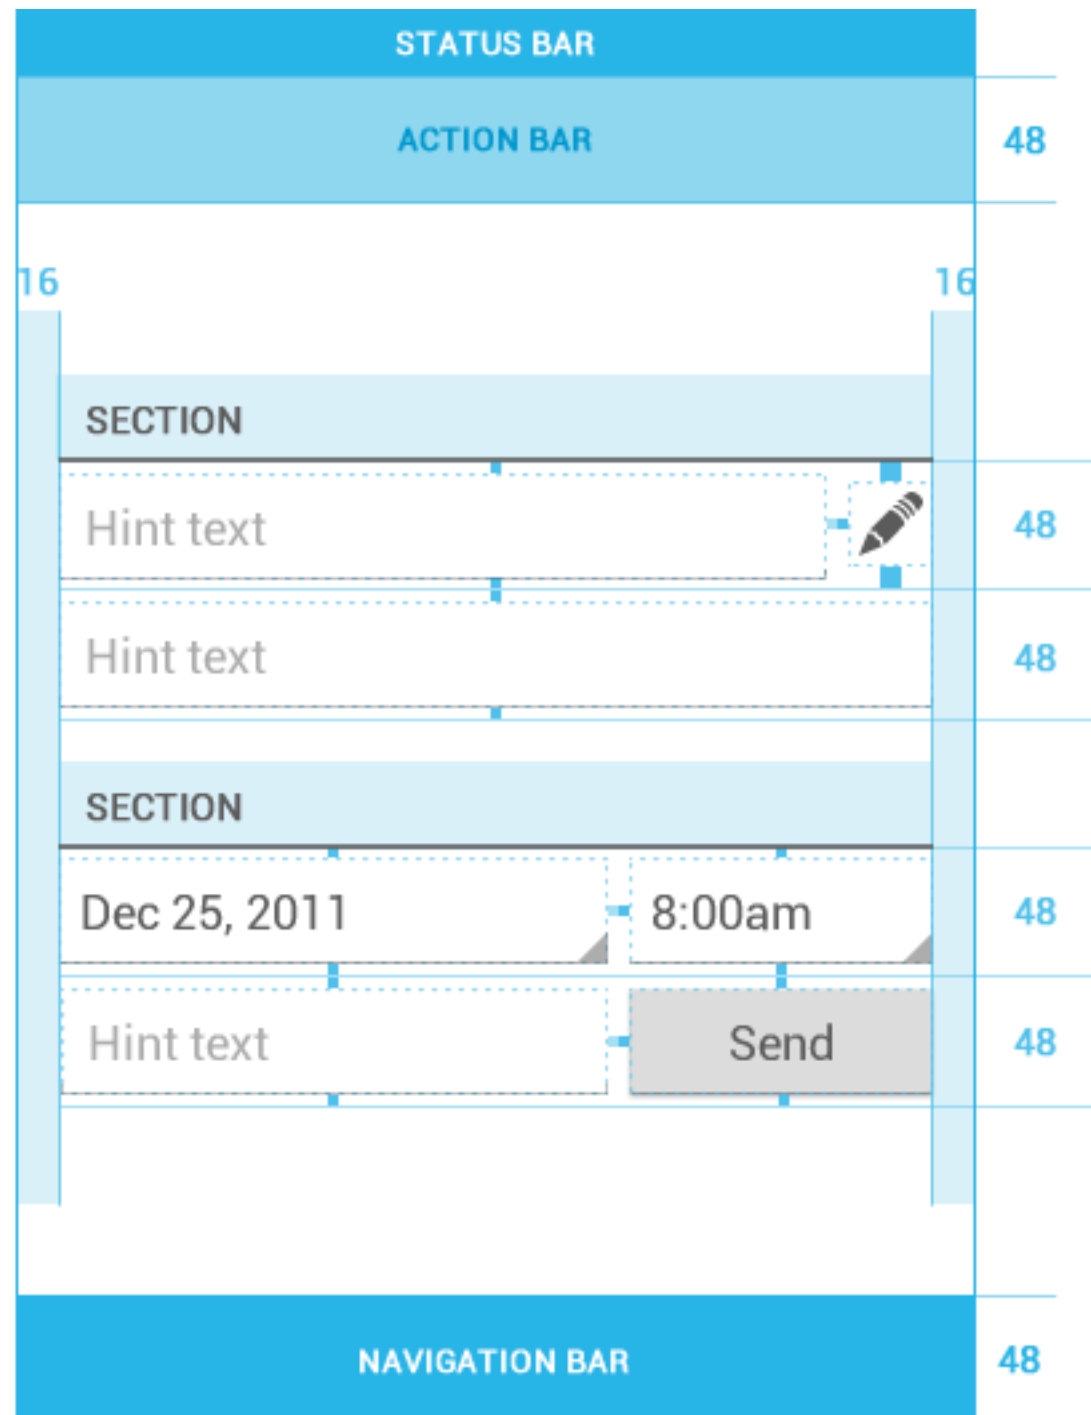 STATUS BAR
ACTION BAR 48
16 16
SECTION
Hint text 48
Hint text 48
SECTION
Dec 25, 2011 8:00am 48
Hint text Send 48
NAVIGATION BAR 48